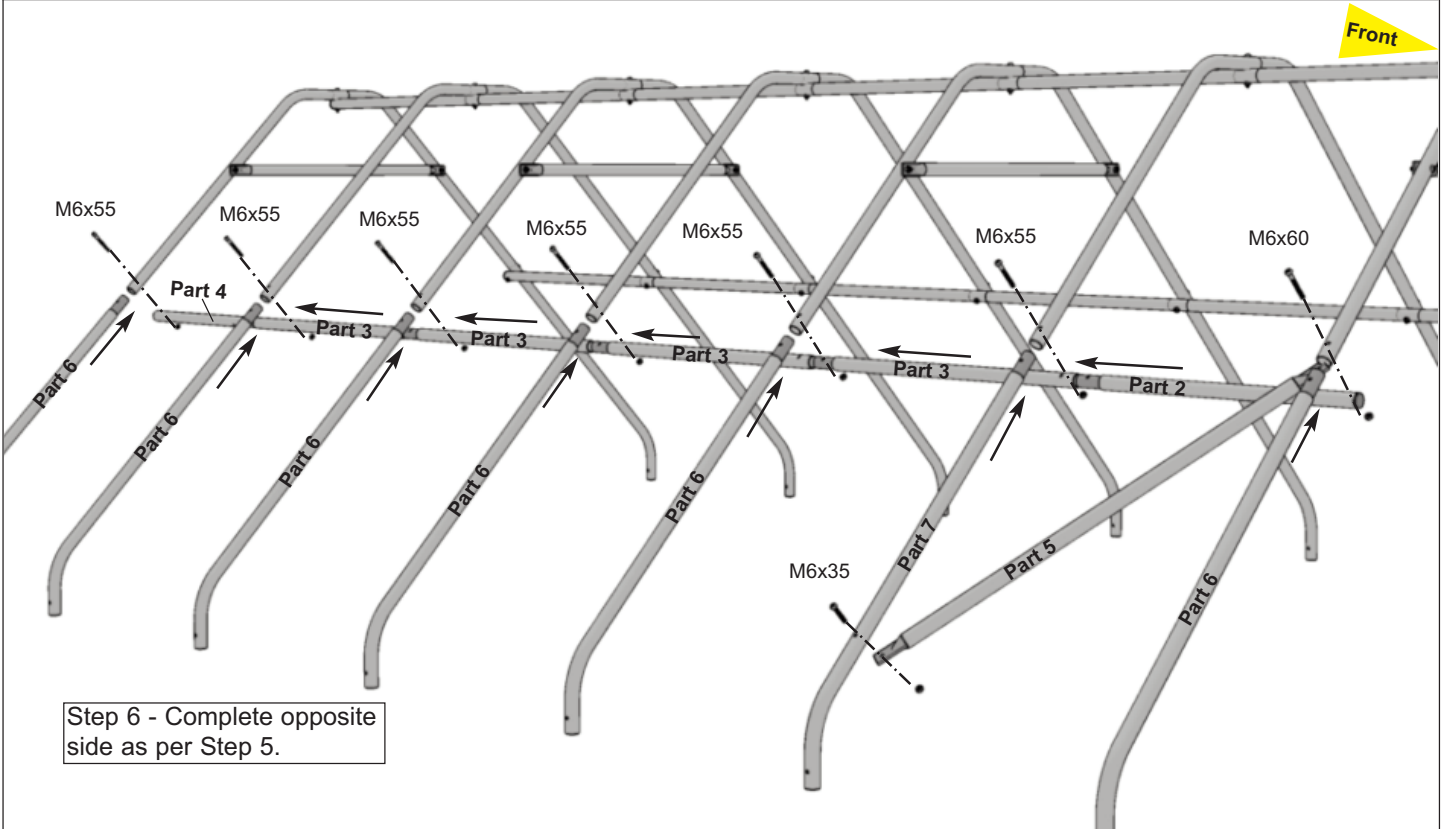 Front
M6x55
M6x55
M6x55
M6x55
M6x55
M6x55
M6x60
Part 4
Part 3
Part 3
Part 3
Part 3
Part 2
Part 6
Part 6
Part 6
Part 6
Part 6
Part 7
Part 5
Part 6
M6x35
Step 6 - Complete opposite
side as per Step 5.